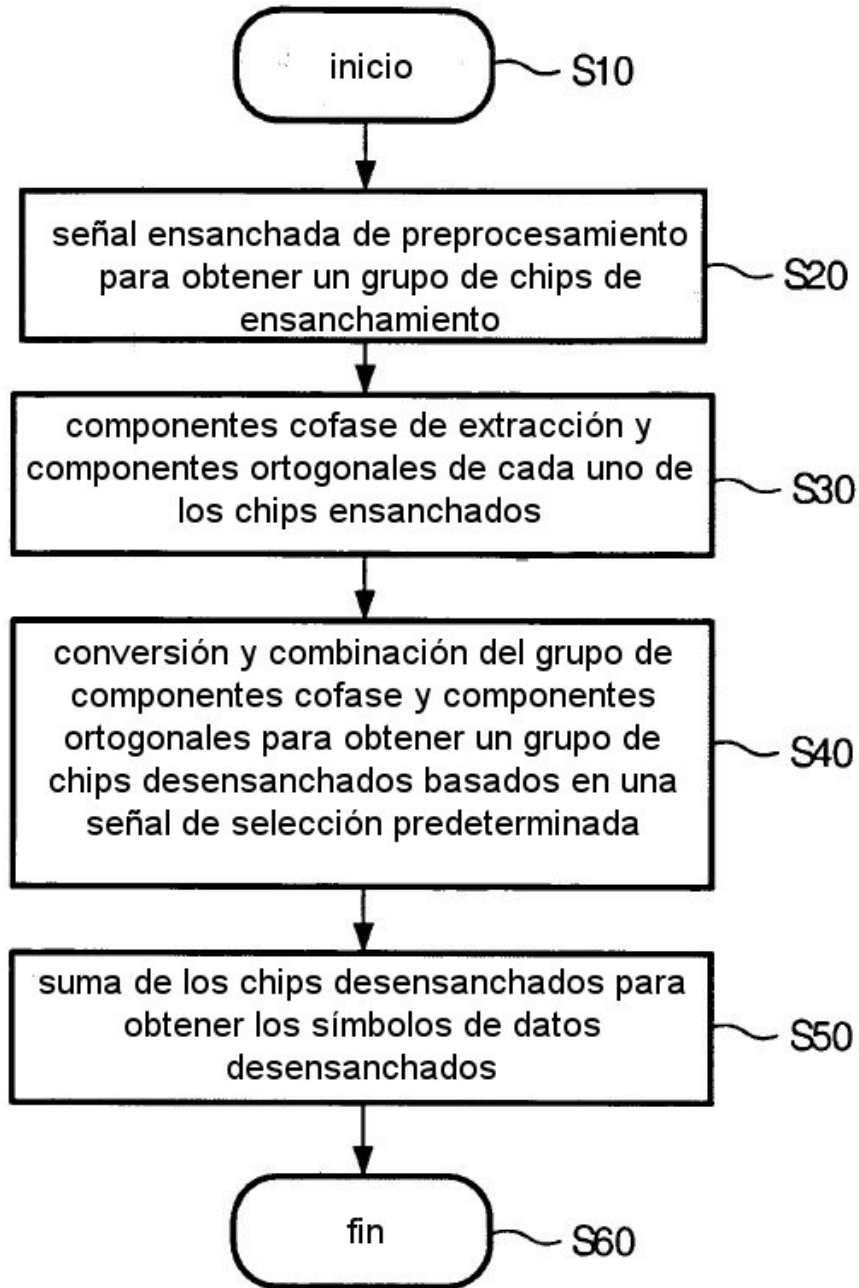 inicio
S10
señal ensanchada de preprocesamiento
para obtener un grupo de chips de
ensanchamiento
S20
componentes cofase de extracción y
componentes ortogonales de cada uno de
los chips ensanchados
S30
conversión y combinación del grupo de
componentes cofase y componentes
ortogonales para obtener un grupo de
chips desensanchados basados en una
señal de selección predeterminada
S40
suma de los chips desensanchados para
obtener los símbolos de datos
desensanchados
S50
fin
S60